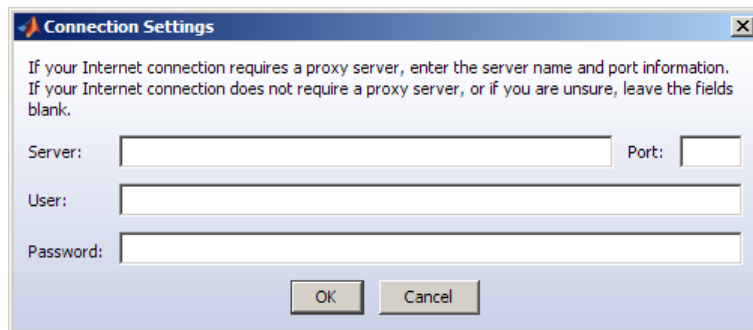 Connection Settings
If your Internet connection requires a proxy server, enter the server name and port information.
If your Internet connection does not require a proxy server, or if you are unsure, leave the fields
blank.
Server: Port:
User:
Password:
OK Cancel